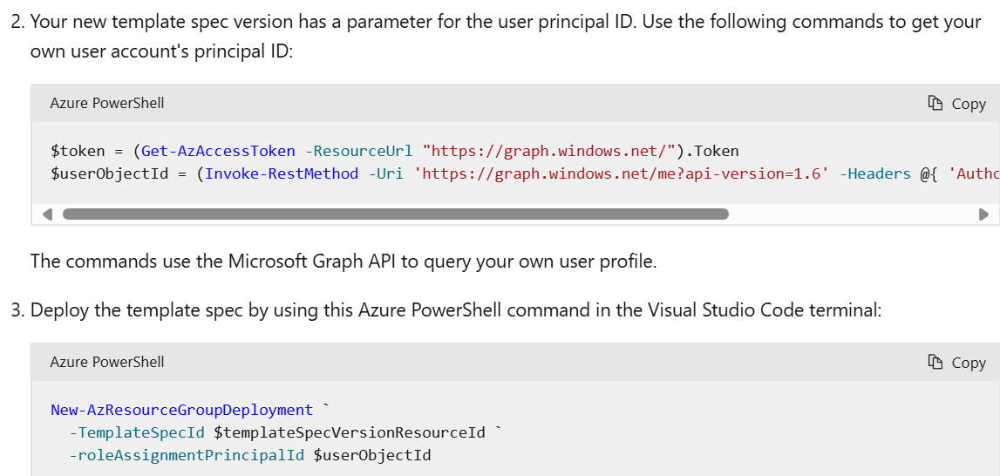 2. Your new template spec version has a parameter for the user principal ID. Use the following commands to get your
own user account's principal ID:
Azure PowerShell
Copy
$token = (Get-AzAccessToken -ResourceUrl "https://graph.windows.net/").Token
$userObjectId = (Invoke-RestMethod -Uri 'https://graph.windows.net/me?api-version=1.6' -Headers @{ 'Autho
The commands use the Microsoft Graph API to query your own user profile.
3. Deploy the template spec by using this Azure PowerShell command in the Visual Studio Code terminal:
Azure PowerShell
Copy
New-AzResourceGroupDeployment `
-TemplateSpecId $templateSpecVersionResourceId `
-roleAssignmentPrincipalId $userObjectId